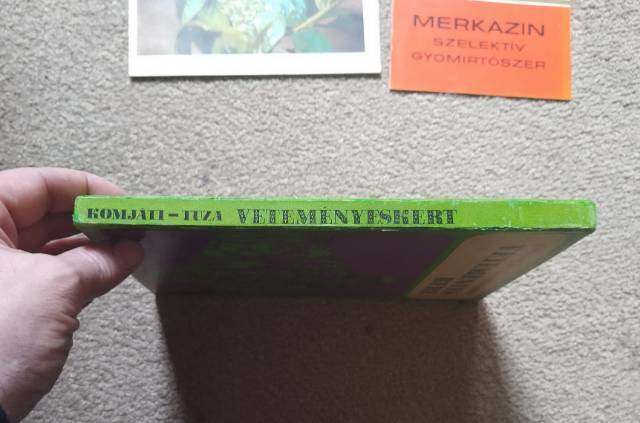 MERKAZIN
SZELEKTÍV
GYOMIRTÓSZER
KOMJÁTI – TUZA VETEMÉNYESKERT